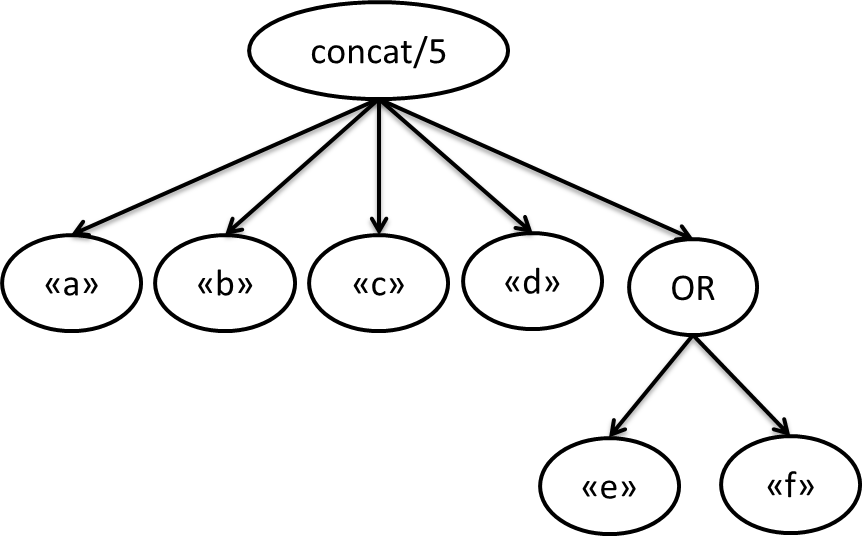 concat/5
«a»
«b»
«c»
«d»
OR
«e»
«f»